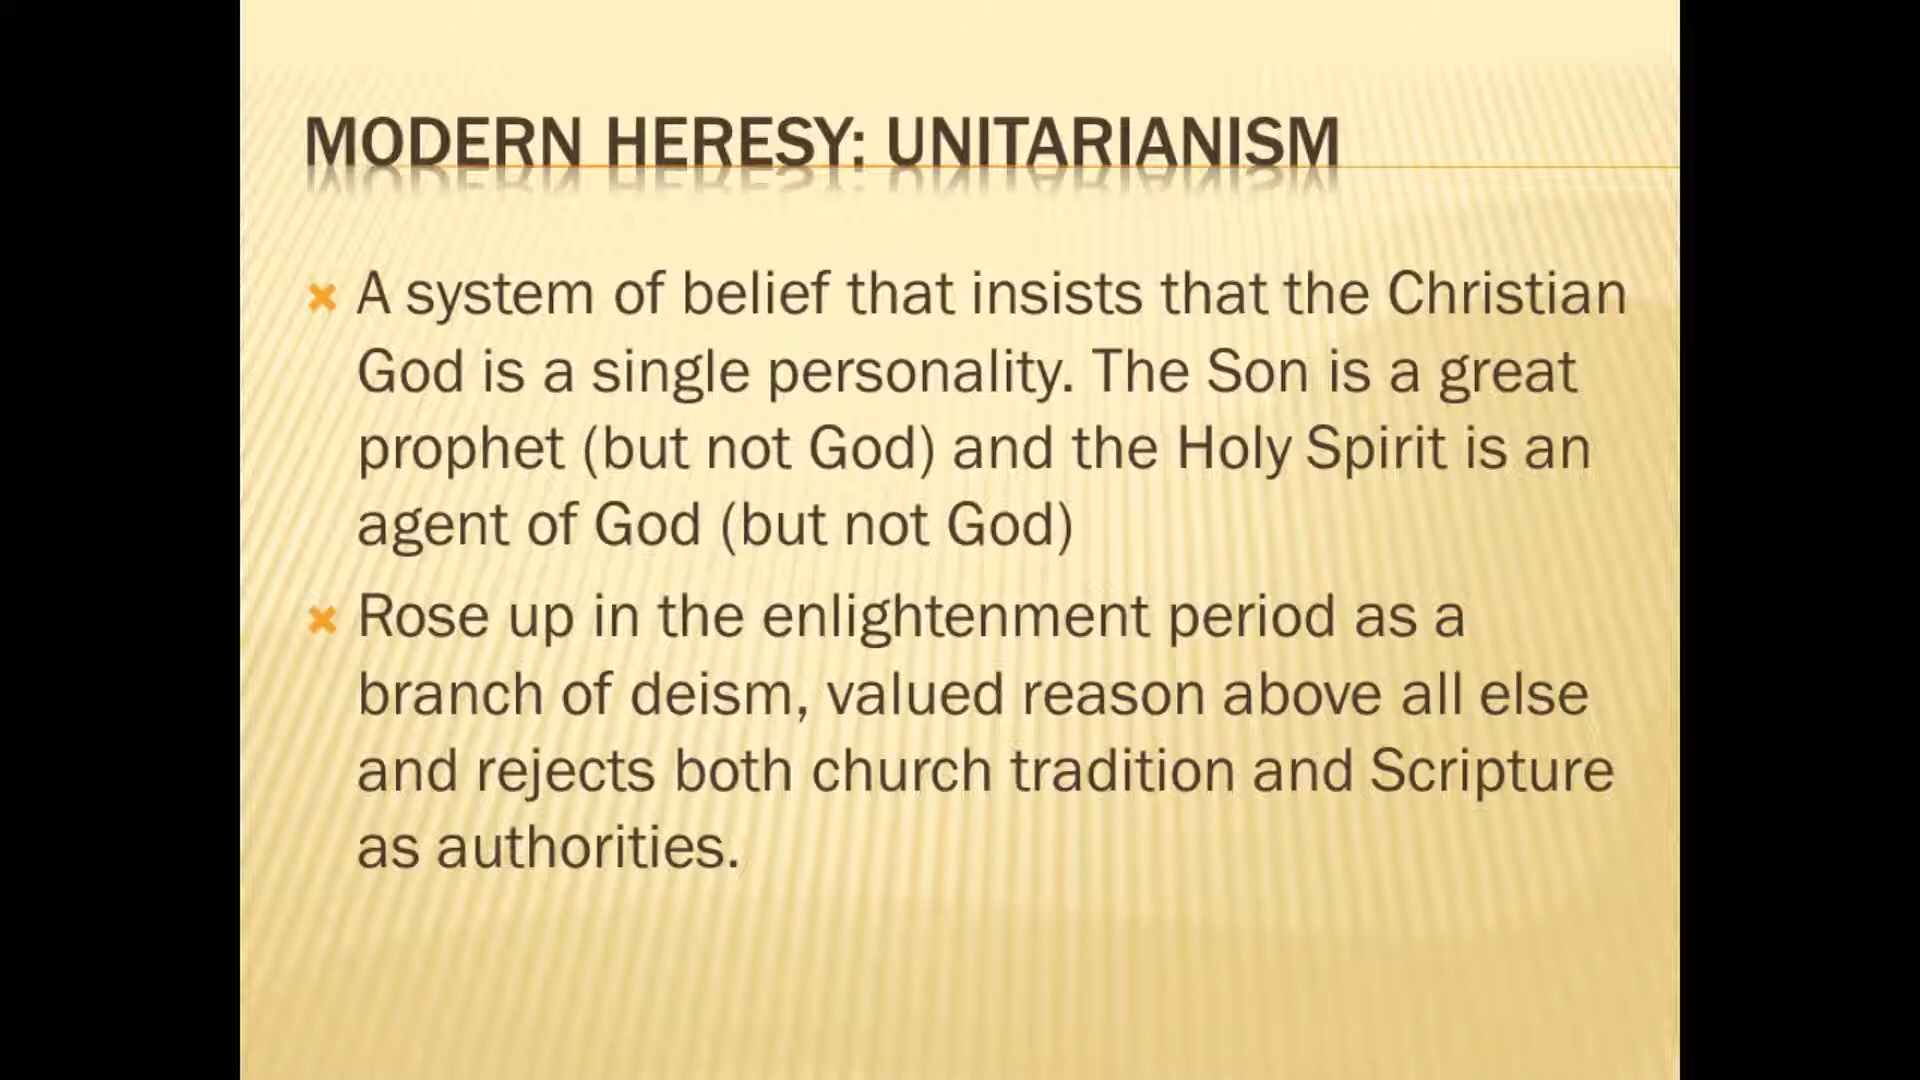 MODERN HERESY: UNITARIANISM
A system of belief that insists that the Christian
God is a single personality. The Son is a great
prophet (but not God) and the Holy Spirit is an
agent of God (but not God)
Rose up in the enlightenment period as a
branch of deism, valued reason above all else
and rejects both church tradition and Scripture
as authorities.